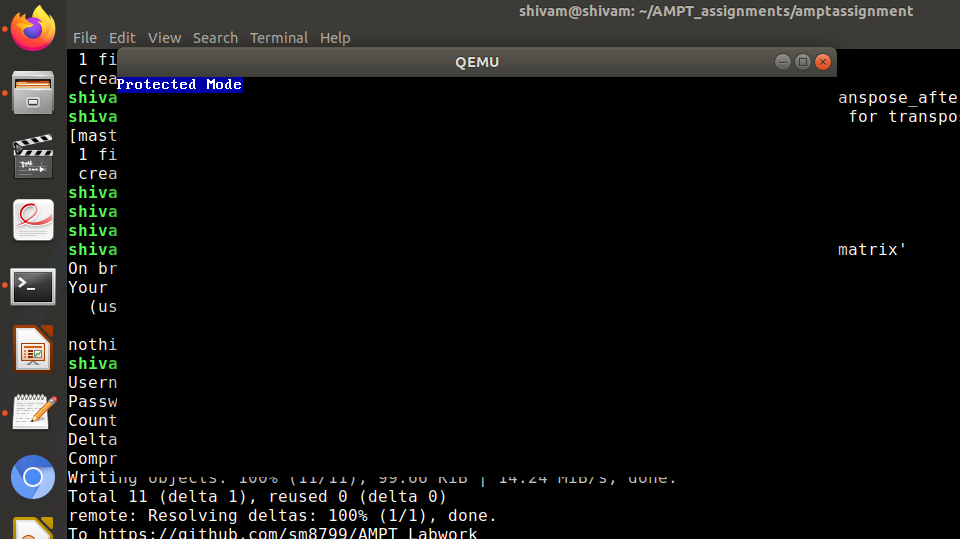 shivam@shivam: ~/AMPT_assignments/amptassignment
File Edit View Search Terminal Help
QEMU
Protected Mode
1 fi
crea
shiva anspose_afte
shiva for transpo
[mast
1 fi
crea
shiva
shiva
shiva
shiva matrix'
On br
Your
(us
nothi
shiva
Usern
Passw
Count
Delta
Compr
Writing objects: 100% (11/11), 99.66 KiB | 14.24 MiB/s, done.
Total 11 (delta 1), reused 0 (delta 0)
remote: Resolving deltas: 100% (1/1), done.
To https://github.com/sm8799/AMPT_Labwork